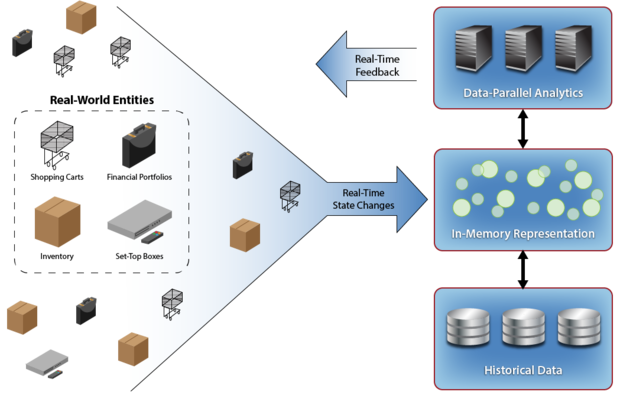 Real-Time
Feedback
Data-Parallel Analytics
Real-World Entities
Shopping Carts
Financial Portfolios
Real-Time
State Changes
In-Memory Representation
Inventory
Set-Top Boxes
Historical Data